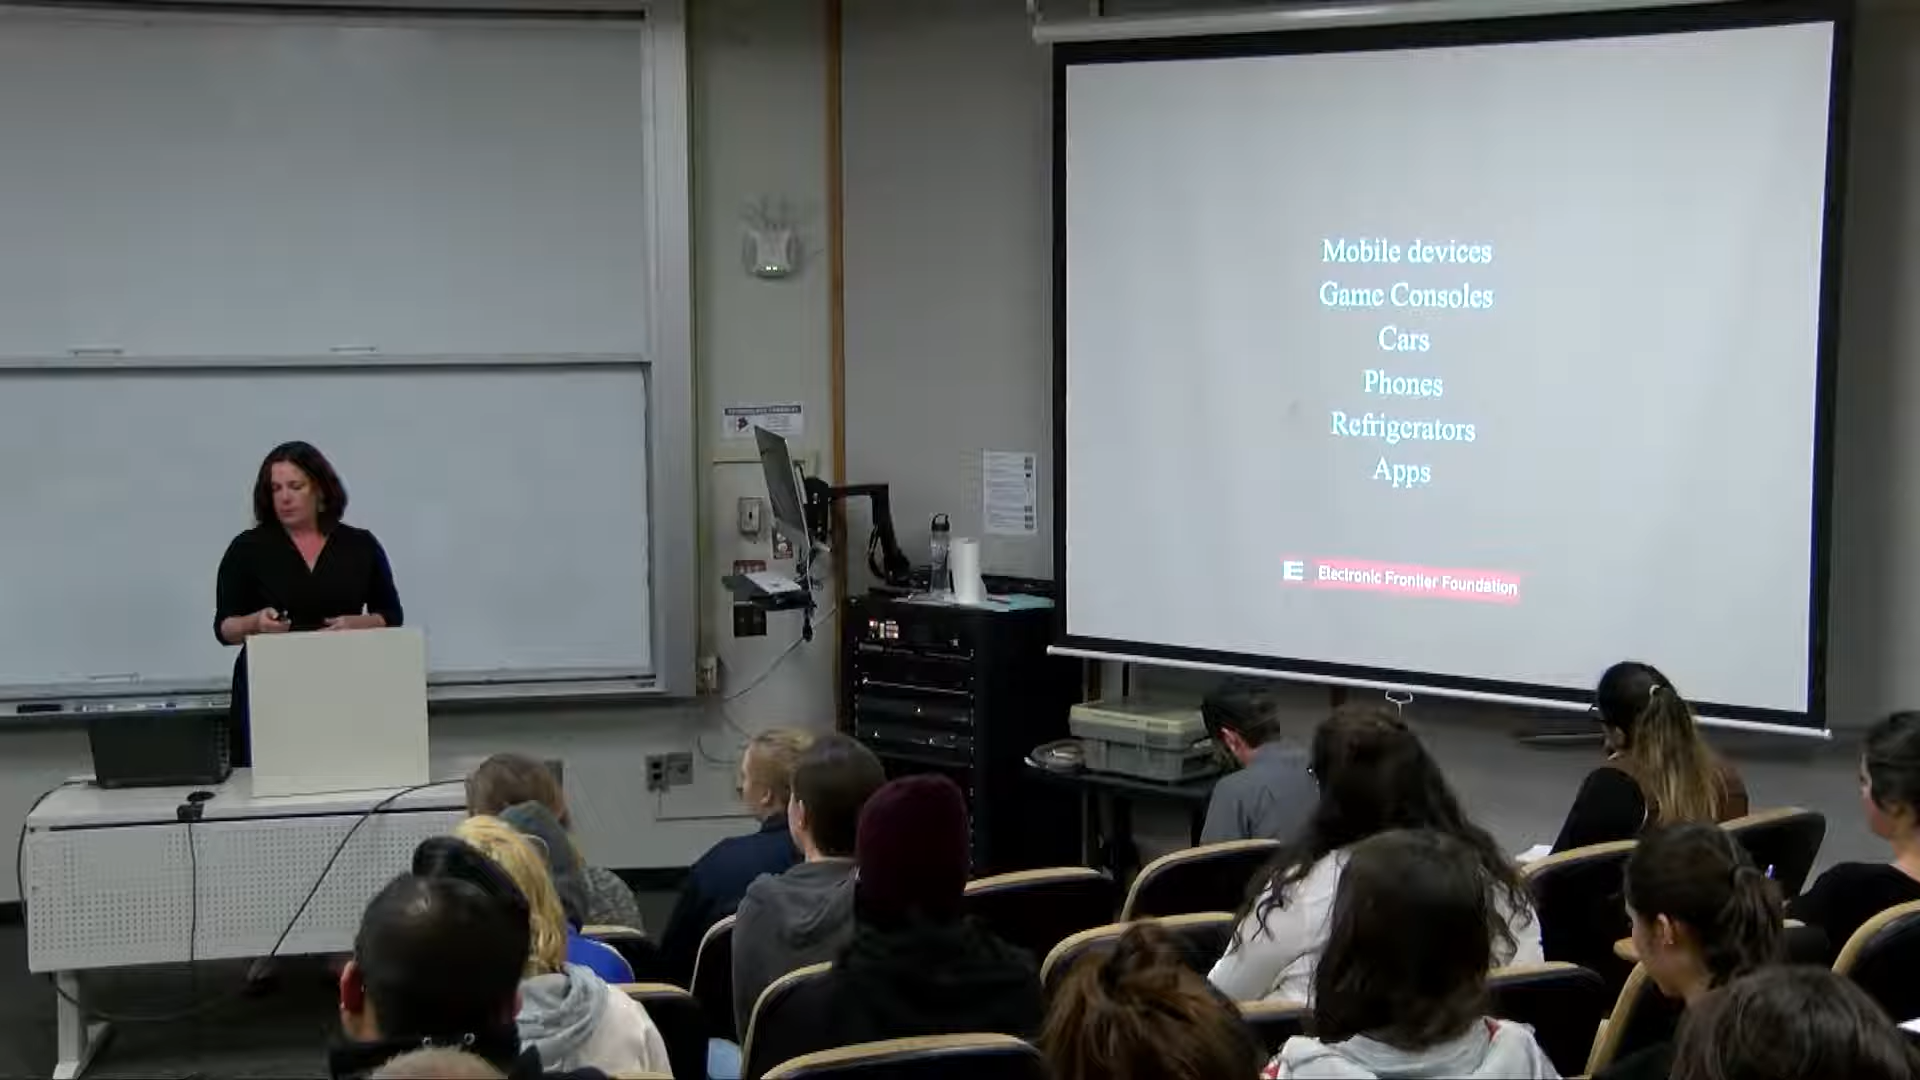 Mobile devices
Game Consoles
Cars
Phones
Refrigerators
Apps
E Electronic Frontier Foundation